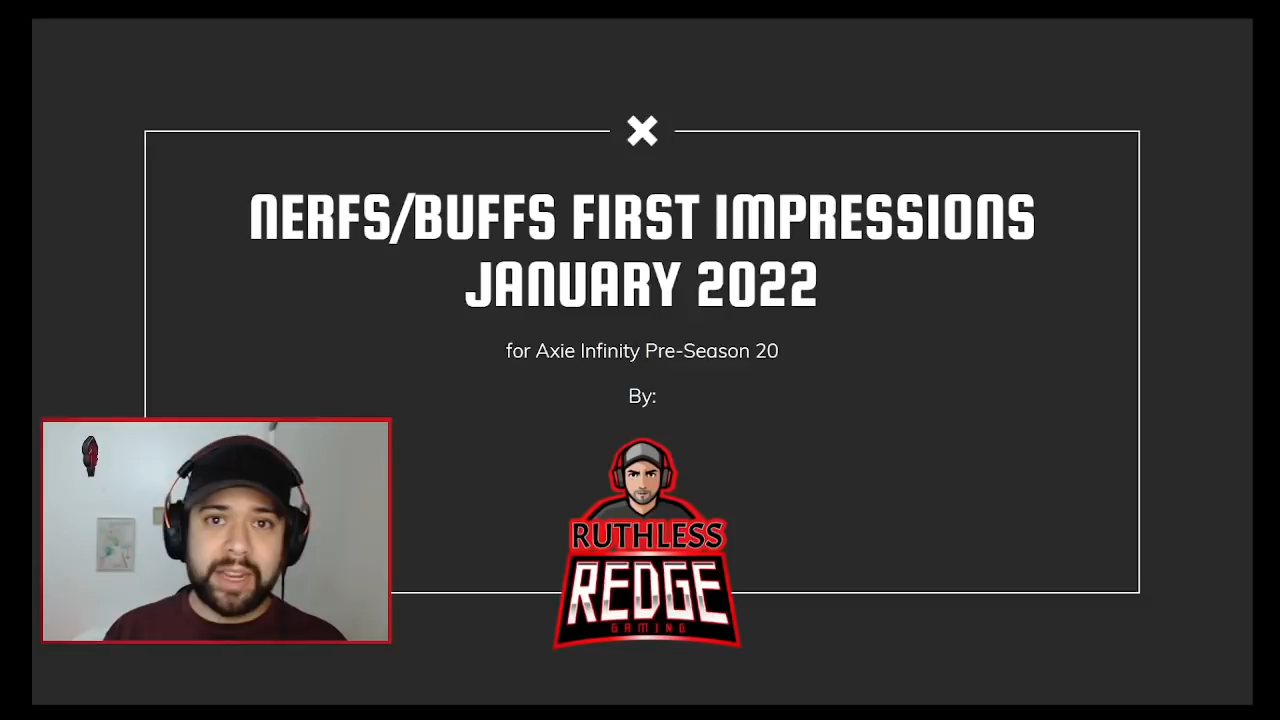 NERFS/BUFFS FIRST IMPRESSIONS
JANUARY 2022
for Axie Infinity Pre-Season 20
By:
RUTHLESS
REDGE
GAMING